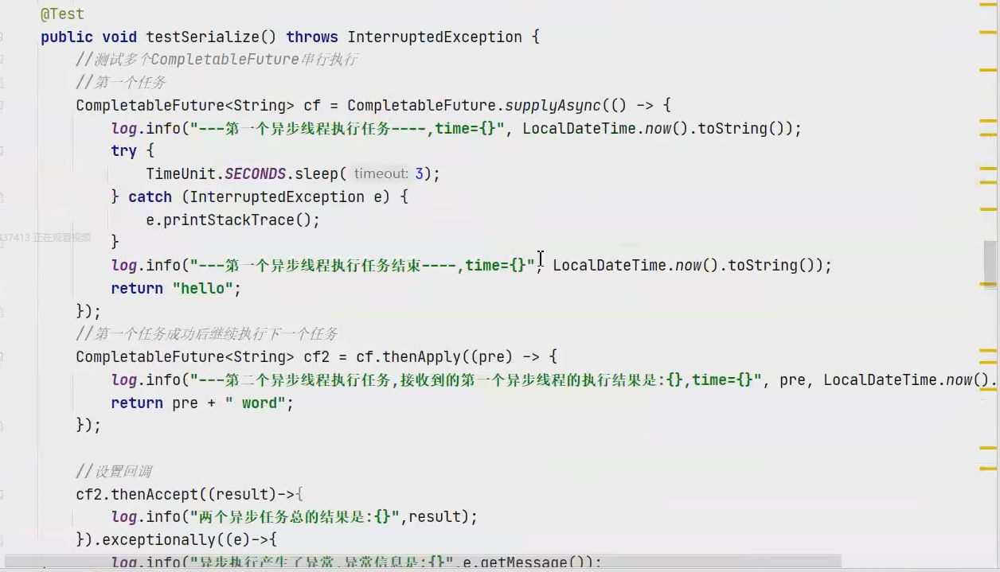 @Test
public void testSerialize() throws InterruptedException {
//测试多个CompletableFuture串行执行
//第一个任务
CompletableFuture<String> cf = CompletableFuture.supplyAsync(() -> {
log.info("---第一个异步线程执行任务----,time={}", LocalDateTime.now().toString());
try {
TimeUnit.SECONDS.sleep( timeout: 3);
} catch (InterruptedException e) {
e.printStackTrace();
}
37413 正在观看视频
log.info("---第一个异步线程执行任务结束----,time={}", LocalDateTime.now().toString());
return "hello";
});
//第一个任务成功后继续执行下一个任务
CompletableFuture<String> cf2 = cf.thenApply((pre) -> {
log.info("---第二个异步线程执行任务,接收到的第一个异步线程的执行结果是:{},time={}", pre, LocalDateTime.now().
return pre + " word";
});
//设置回调
cf2.thenAccept((result)->{
log.info("两个异步任务总的结果是:{}",result);
}).exceptionally((e)->{
log.info("异步执行产生了异常,异常信息是:{}",e.getMessage());